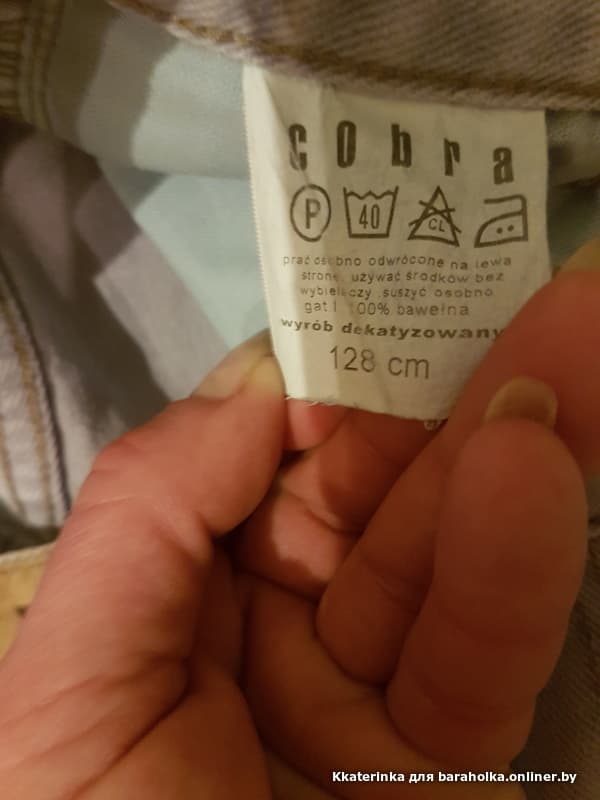 cobra
P 40 CL
prać osobno odwrócone na lewa
stronę, używać środków bez
wybielaczy .suszyć osobno
gat.I 100% bawełna
wyrób dekatyzowany
128 cm
Kkaterinka для baraholka.onliner.by